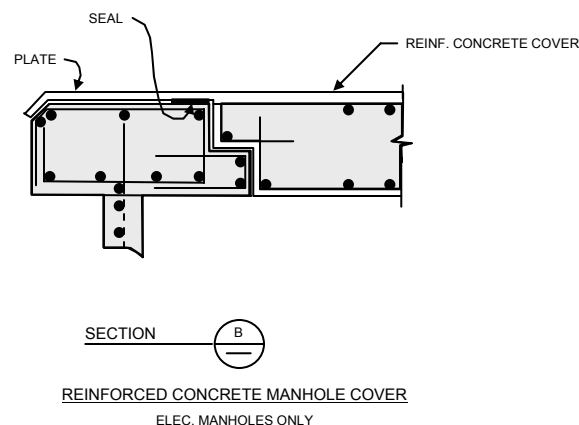 SEAL
REINF. CONCRETE COVER
PLATE
SECTION
B
REINFORCED CONCRETE MANHOLE COVER
ELEC. MANHOLES ONLY